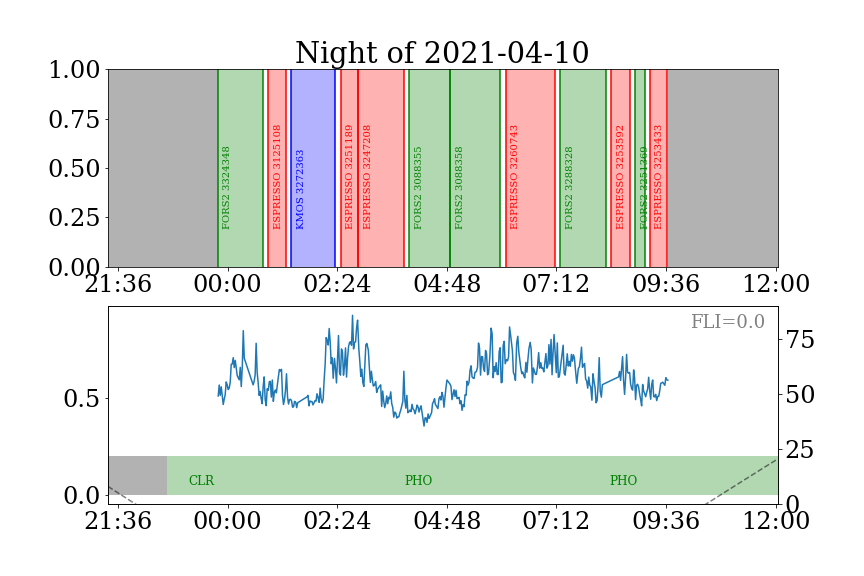 Night of 2021-04-10
1.00
0.75
0.50
0.25
0.00
FORS2 3324348
ESPRESSO 3125108
KMOS 3272363
ESPRESSO 3251189
ESPRESSO 3247208
FORS2 3088355
FORS2 3088358
ESPRESSO 3260743
FORS2 3288328
ESPRESSO 3253592
FORS2 3251369
ESPRESSO 3253433
21:36 00:00 02:24 04:48 07:12 09:36 12:00
FLI=0.0
0.5
0.0
75
50
25
0
CLR PHO PHO
21:36 00:00 02:24 04:48 07:12 09:36 12:00